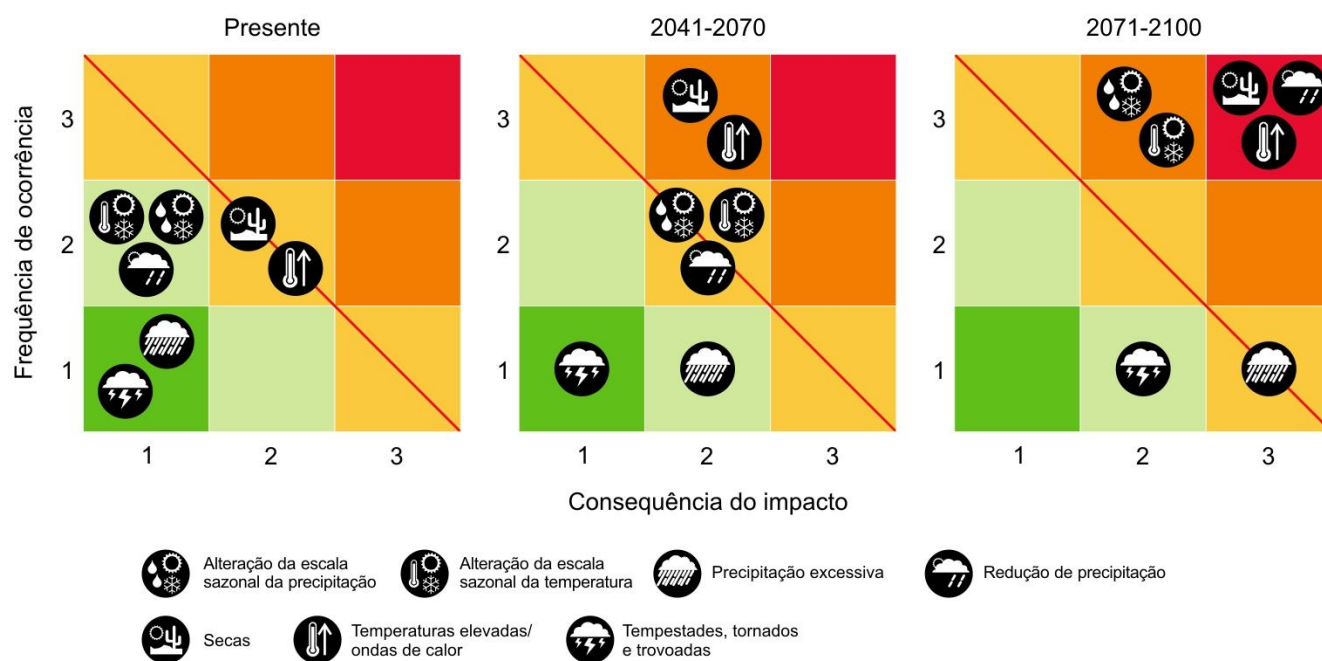 Presente
2041-2070
2071-2100
Frequência de ocorrência
3
2
1
1
2
3
3
2
1
1
2
3
3
2
1
1
2
3
Consequência do impacto
Alteração da escala
sazonal da precipitação
Alteração da escala
sazonal da temperatura
Precipitação excessiva
Redução de precipitação
Secas
Temperaturas elevadas/
ondas de calor
Tempestades, tornados
e trovoadas